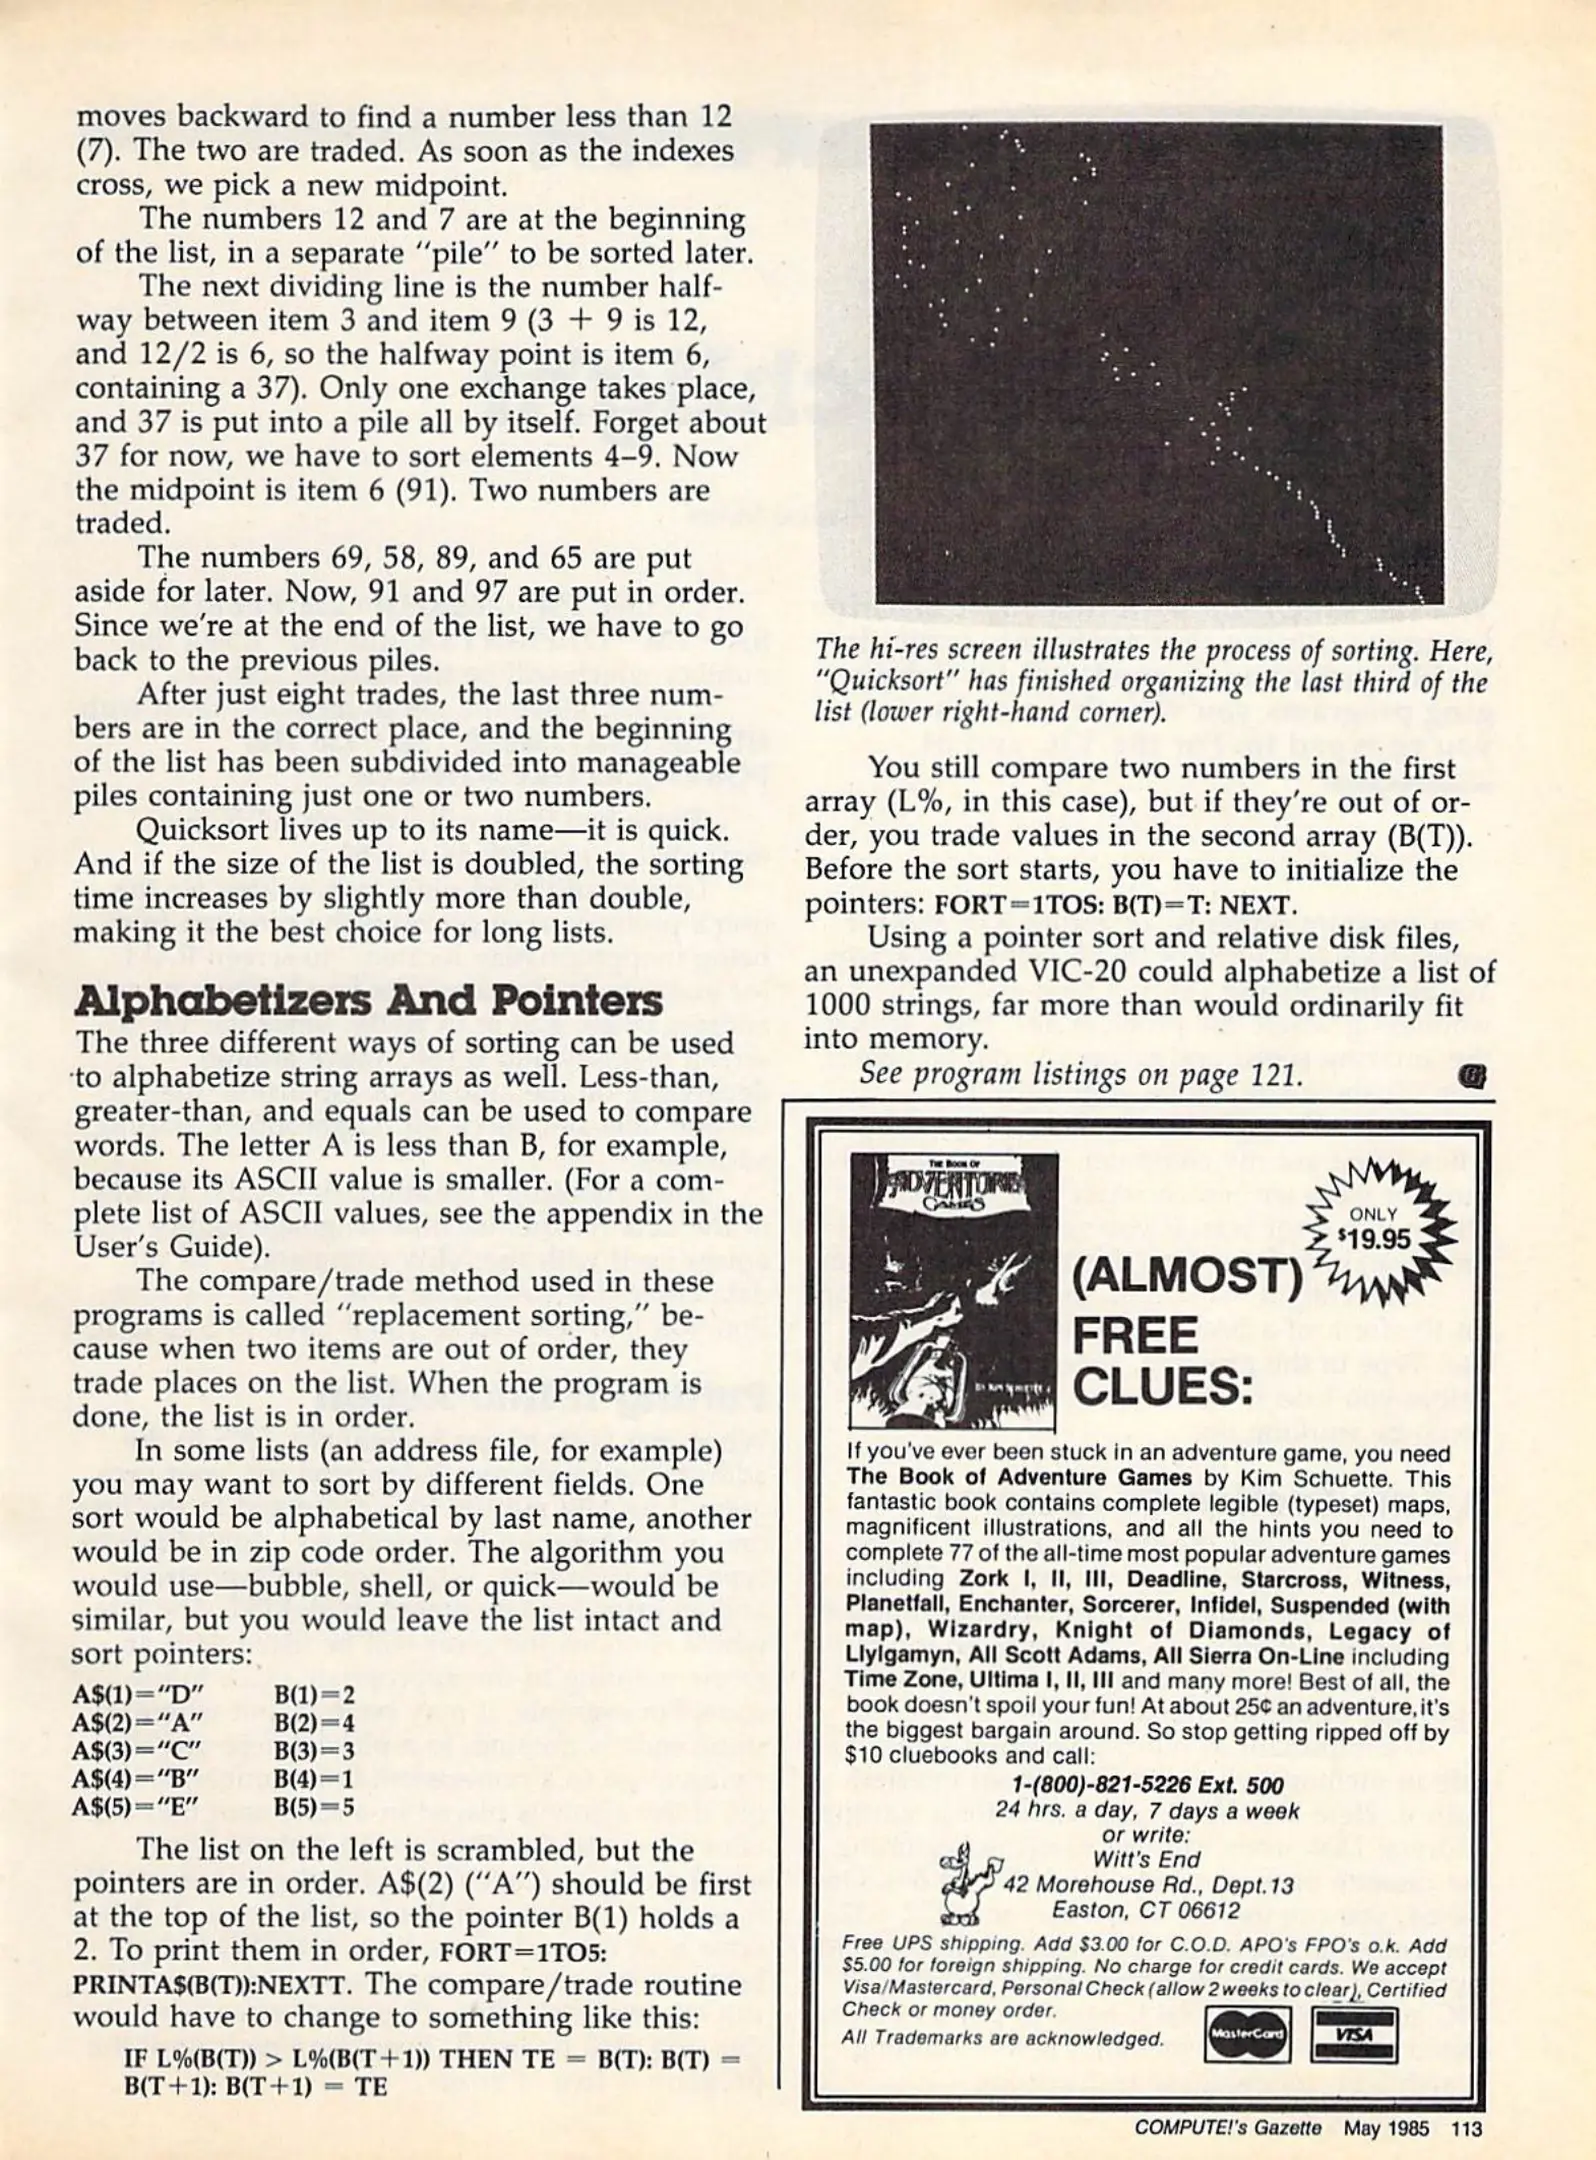 moves backward to find a number less than 12
(7). The two are traded. As soon as the indexes
cross, we pick a new midpoint.
The numbers 12 and 7 are at the beginning
of the list, in a separate "pile" to be sorted later.
The next dividing line is the number half-
way between item 3 and item 9 (3 + 9 is 12,
and 12/2 is 6, so the halfway point is item 6,
containing a 37). Only one exchange takes place,
and 37 is put into a pile all by itself. Forget about
37 for now, we have to sort elements 4–9. Now
the midpoint is item 6 (91). Two numbers are
traded.
The numbers 69, 58, 89, and 65 are put
aside for later. Now, 91 and 97 are put in order.
Since we're at the end of the list, we have to go
back to the previous piles.
After just eight trades, the last three num-
bers are in the correct place, and the beginning
of the list has been subdivided into manageable
piles containing just one or two numbers.
Quicksort lives up to its name—it is quick.
And if the size of the list is doubled, the sorting
time increases by slightly more than double,
making it the best choice for long lists.
Alphabetizers And Pointers
The three different ways of sorting can be used
to alphabetize string arrays as well. Less-than,
greater-than, and equals can be used to compare
words. The letter A is less than B, for example,
because its ASCII value is smaller. (For a com-
plete list of ASCII values, see the appendix in the
User's Guide).
The compare/trade method used in these
programs is called "replacement sorting," be-
cause when two items are out of order, they
trade places on the list. When the program is
done, the list is in order.
In some lists (an address file, for example)
you may want to sort by different fields. One
sort would be alphabetical by last name, another
would be in zip code order. The algorithm you
would use—bubble, shell, or quick—would be
similar, but you would leave the list intact and
sort pointers:
A$(1)="D" B(1)=2
A$(2)="A" B(2)=4
A$(3)="C" B(3)=3
A$(4)="B" B(4)=1
A$(5)="E" B(5)=5
The list on the left is scrambled, but the
pointers are in order. A$(2) ("A") should be first
at the top of the list, so the pointer B(1) holds a
2. To print them in order, FORT=1TO5:
PRINTA$(B(T)):NEXTT. The compare/trade routine
would have to change to something like this:
IF L%(B(T)) > L%(B(T+1)) THEN TE = B(T): B(T) =
B(T+1): B(T+1) = TE
The hi-res screen illustrates the process of sorting. Here,
"Quicksort" has finished organizing the last third of the
list (lower right-hand corner).
You still compare two numbers in the first
array (L%, in this case), but if they're out of or-
der, you trade values in the second array (B(T)).
Before the sort starts, you have to initialize the
pointers: FORT=1TOS: B(T)=T: NEXT.
Using a pointer sort and relative disk files,
an unexpanded VIC-20 could alphabetize a list of
1000 strings, far more than would ordinarily fit
into memory.
See program listings on page 121.
G
THE BOOK OF
ADVENTURE
GAMES
BY KIM SCHUETTE
ONLY
$19.95
(ALMOST)
FREE
CLUES:
If you've ever been stuck in an adventure game, you need
The Book of Adventure Games by Kim Schuette. This
fantastic book contains complete legible (typeset) maps,
magnificent illustrations, and all the hints you need to
complete 77 of the all-time most popular adventure games
including Zork I, II, III, Deadline, Starcross, Witness,
Planetfall, Enchanter, Sorcerer, Infidel, Suspended (with
map), Wizardry, Knight of Diamonds, Legacy of
Llylgamyn, All Scott Adams, All Sierra On-Line including
Time Zone, Ultima I, II, III and many more! Best of all, the
book doesn't spoil your fun! At about 25¢ an adventure, it's
the biggest bargain around. So stop getting ripped off by
$10 cluebooks and call:
1-(800)-821-5226 Ext. 500
24 hrs. a day, 7 days a week
or write:
Witt's End
42 Morehouse Rd., Dept.13
Easton, CT 06612
Free UPS shipping. Add $3.00 for C.O.D. APO's FPO's o.k. Add
$5.00 for foreign shipping. No charge for credit cards. We accept
Visa/Mastercard, Personal Check (allow 2 weeks to clear), Certified
Check or money order.
All Trademarks are acknowledged.
MasterCard
VISA
COMPUTE!'s Gazette May 1985 113